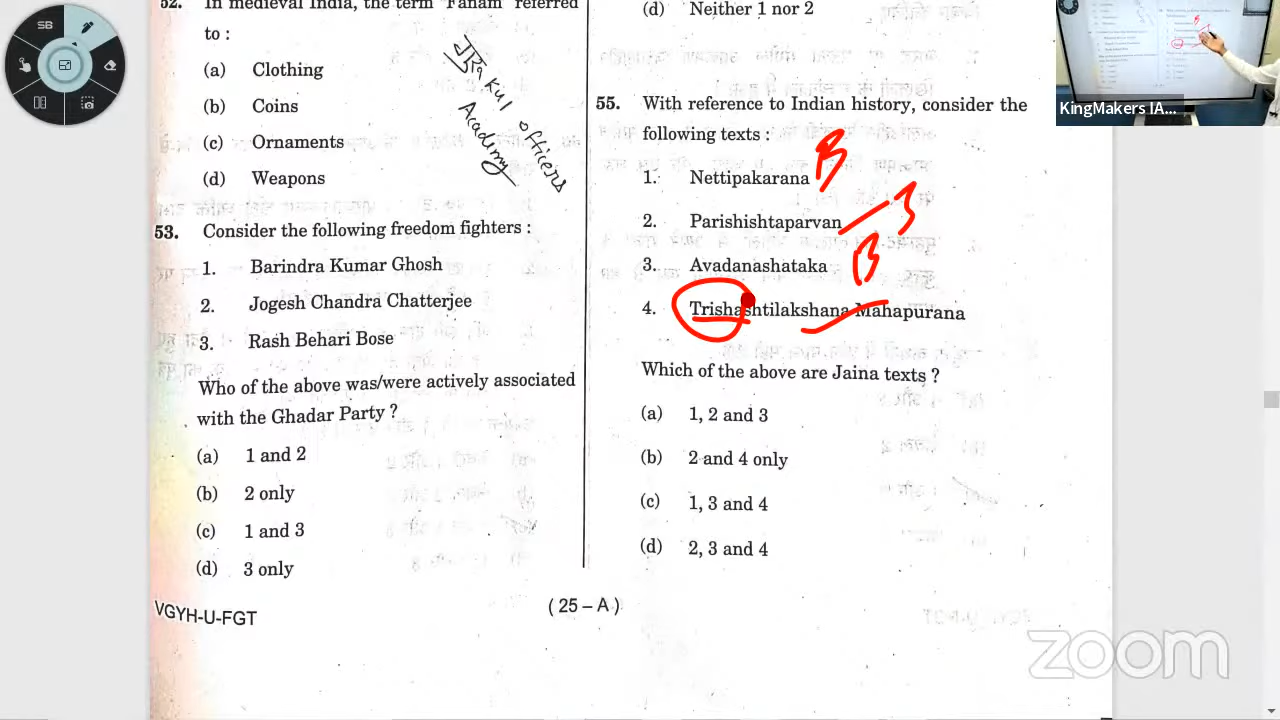 SB
52. In medieval India, the term "Fanam" referred
to :
(a) Clothing
(b) Coins
(c) Ornaments
(d) Weapons
53. Consider the following freedom fighters :
1. Barindra Kumar Ghosh
2. Jogesh Chandra Chatterjee
3. Rash Behari Bose
Who of the above was/were actively associated
with the Ghadar Party ?
(a) 1 and 2
(b) 2 only
(c) 1 and 3
(d) 3 only
VGYH-U-FGT
kul officers
Academy
(d) Neither 1 nor 2
55. With reference to Indian history, consider the
following texts :
1. Nettipakarana B
2. Parishishtaparvan J
3. Avadanashataka B
4. Trishashtilakshana Mahapurana
Which of the above are Jaina texts ?
(a) 1, 2 and 3
(b) 2 and 4 only
(c) 1, 3 and 4
(d) 2, 3 and 4
( 25 – A )
KingMakers IA...
zoom